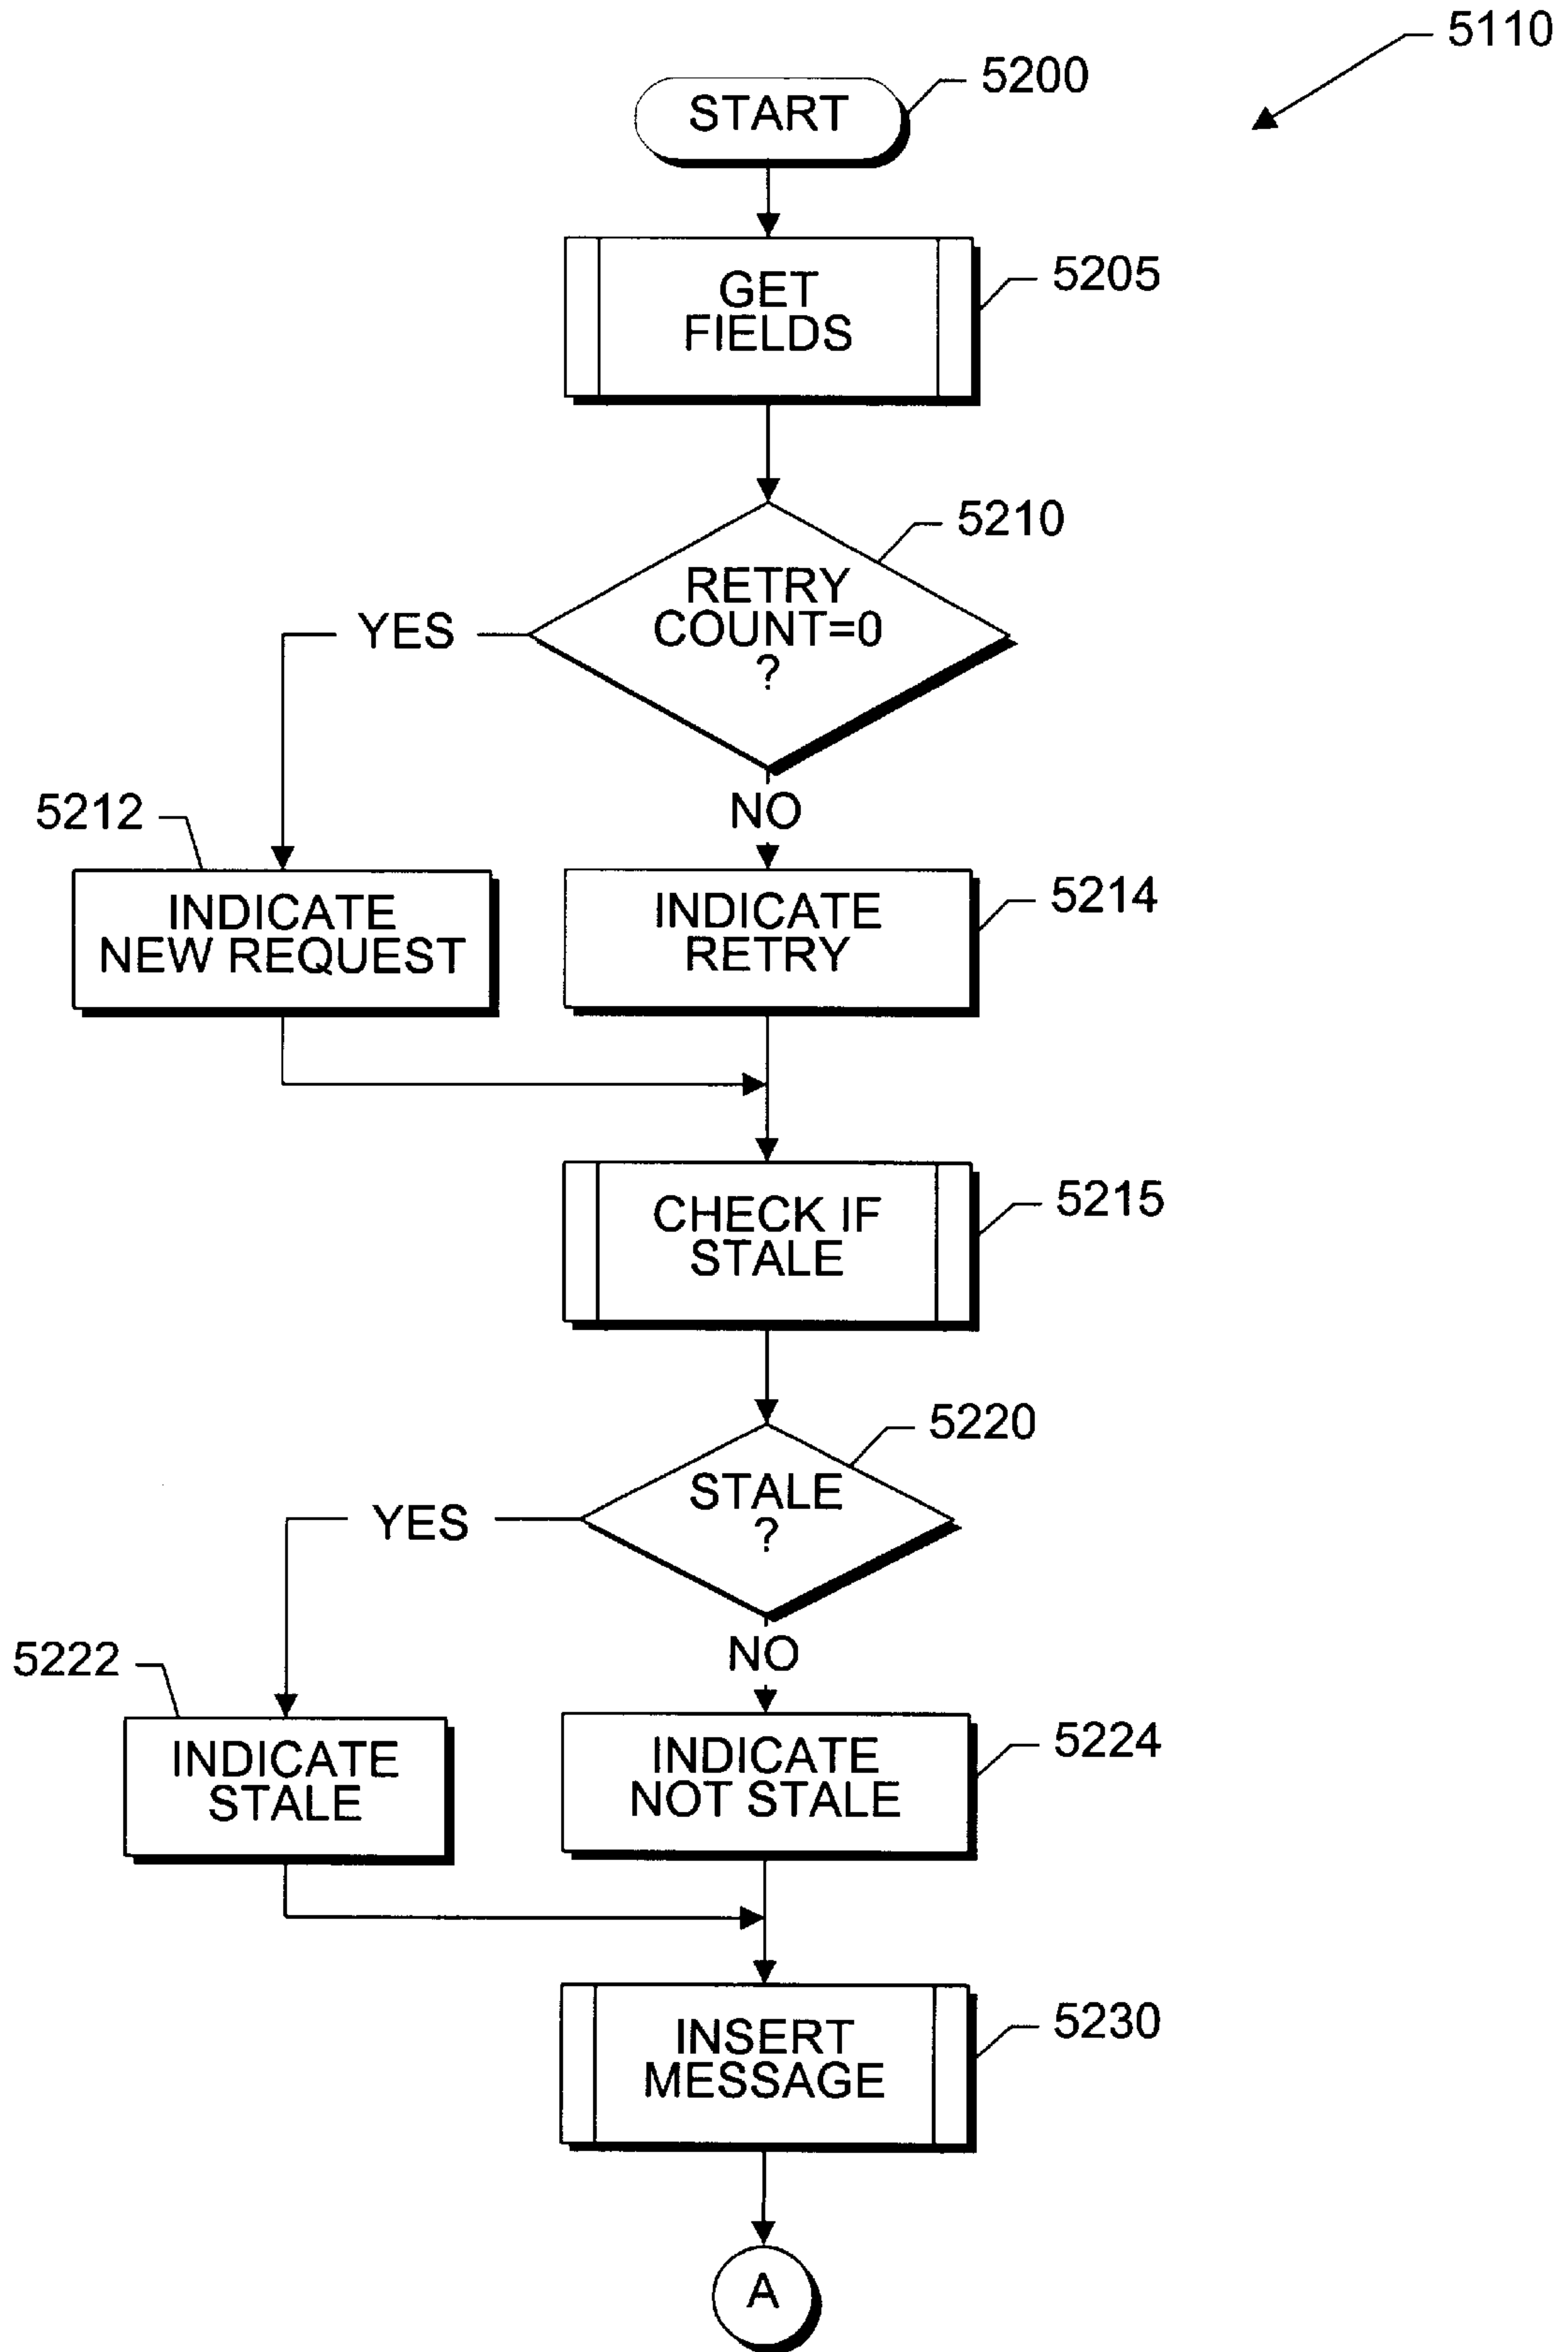 5110
START
5200
GET
FIELDS
5205
RETRY
COUNT=0
?
5210
YES
NO
5212
INDICATE
NEW REQUEST
INDICATE
RETRY
5214
CHECK IF
STALE
5215
STALE
?
5220
YES
NO
5222
INDICATE
STALE
INDICATE
NOT STALE
5224
INSERT
MESSAGE
5230
A